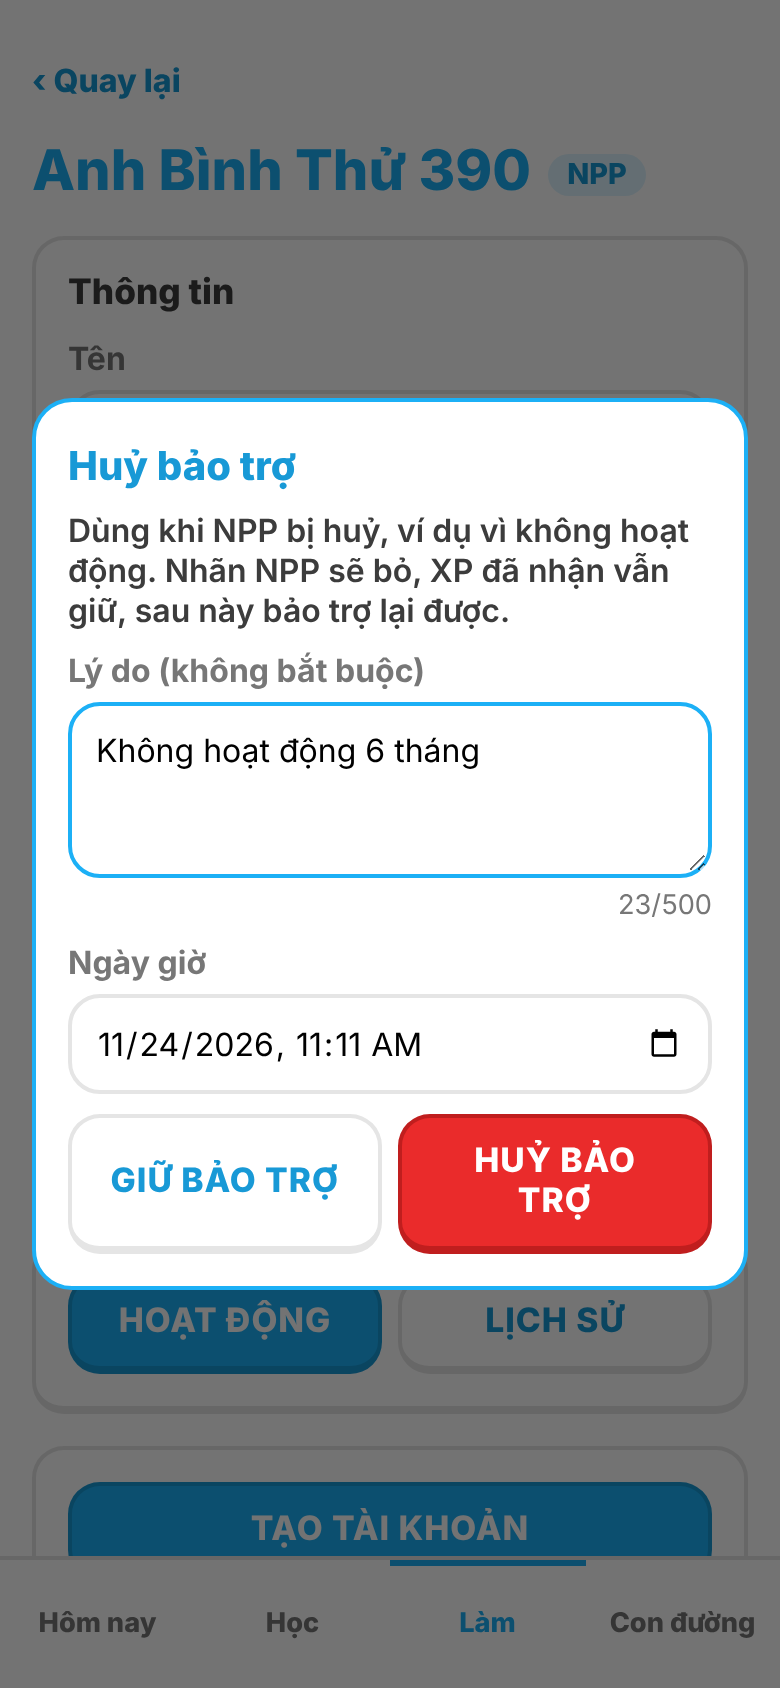 ‹ Quay lại
Anh Bình Thử 390 NPP
Thông tin
Tên
Huỷ bảo trợ
Dùng khi NPP bị huỷ, ví dụ vì không hoạt
động. Nhãn NPP sẽ bỏ, XP đã nhận vẫn
giữ, sau này bảo trợ lại được.
Lý do (không bắt buộc)
Không hoạt động 6 tháng
23/500
Ngày giờ
11/24/2026, 11:11 AM
GIỮ BẢO TRỢ
HUỶ BẢO
TRỢ
HOẠT ĐỘNG
LỊCH SỬ
TẠO TÀI KHOẢN
Hôm nay
Học
Làm
Con đường